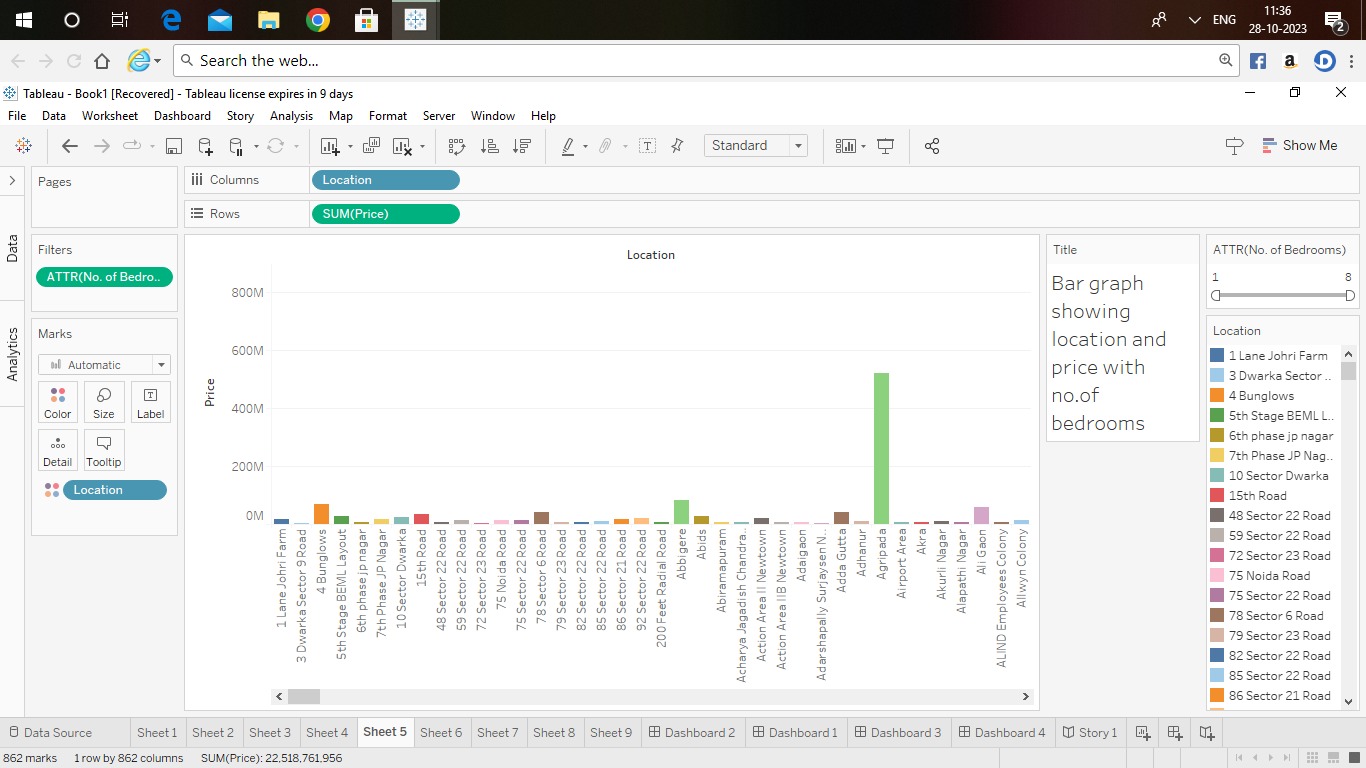 11:36
ENG
28-10-2023
2
Search the web...
Tableau - Book1 [Recovered] - Tableau license expires in 9 days
File Data Worksheet Dashboard Story Analysis Map Format Server Window Help
Standard
Show Me
Pages
Columns
Location
Rows
SUM(Price)
Data
Analytics
Filters
ATTR(No. of Bedro..
Marks
Automatic
Color
Size
Label
Detail
Tooltip
Location
Location
Price
800M
600M
400M
200M
0M
1 Lane Johri Farm
3 Dwarka Sector 9 Road
4 Bunglows
5th Stage BEML Layout
6th phase jp nagar
7th Phase JP Nagar
10 Sector Dwarka
15th Road
48 Sector 22 Road
59 Sector 22 Road
72 Sector 23 Road
75 Noida Road
75 Sector 22 Road
78 Sector 6 Road
79 Sector 23 Road
82 Sector 22 Road
85 Sector 22 Road
86 Sector 21 Road
92 Sector 22 Road
200 Feet Radial Road
Abbigere
Abids
Abiramapuram
Acharya Jagadish Chandra..
Action Area II Newtown
Action Area IIB Newtown
Adaigaon
Adarshapally Surjaysen N..
Adda Gutta
Adhanur
Agripada
Airport Area
Akra
Akurli Nagar
Alapathi Nagar
Ali Gaon
ALIND Employees Colony
Allwyn Colony
Title
Bar graph
showing
location and
price with
no.of
bedrooms
ATTR(No. of Bedrooms)
1 8
Location
1 Lane Johri Farm
3 Dwarka Sector ..
4 Bunglows
5th Stage BEML L..
6th phase jp nagar
7th Phase JP Nag..
10 Sector Dwarka
15th Road
48 Sector 22 Road
59 Sector 22 Road
72 Sector 23 Road
75 Noida Road
75 Sector 22 Road
78 Sector 6 Road
79 Sector 23 Road
82 Sector 22 Road
85 Sector 22 Road
86 Sector 21 Road
Data Source Sheet 1 Sheet 2 Sheet 3 Sheet 4 Sheet 5 Sheet 6 Sheet 7 Sheet 8 Sheet 9 Dashboard 2 Dashboard 1 Dashboard 3 Dashboard 4 Story 1
862 marks 1 row by 862 columns SUM(Price): 22,518,761,956